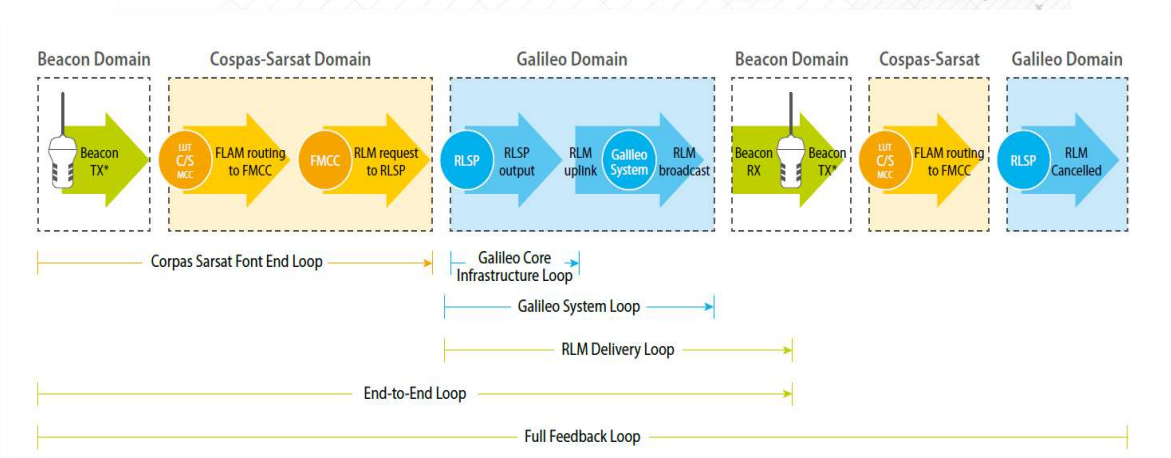 Beacon Domain
Cospas-Sarsat Domain
Galileo Domain
Beacon Domain
Cospas-Sarsat
Galileo Domain
Beacon
TX*
LUT
C/S
MCC
FLAM routing
to FMCC
FMCC
RLM request
to RLSP
RLSP
RLSP
output
RLM
uplink
Galileo
System
RLM
broadcast
Beacon
RX
Beacon
TX*
LUT
C/S
MCC
FLAM routing
to FMCC
RLSP
RLM
Cancelled
Corpas Sarsat Font End Loop
Galileo Core
Infrastructure Loop
Galileo System Loop
RLM Delivery Loop
End-to-End Loop
Full Feedback Loop